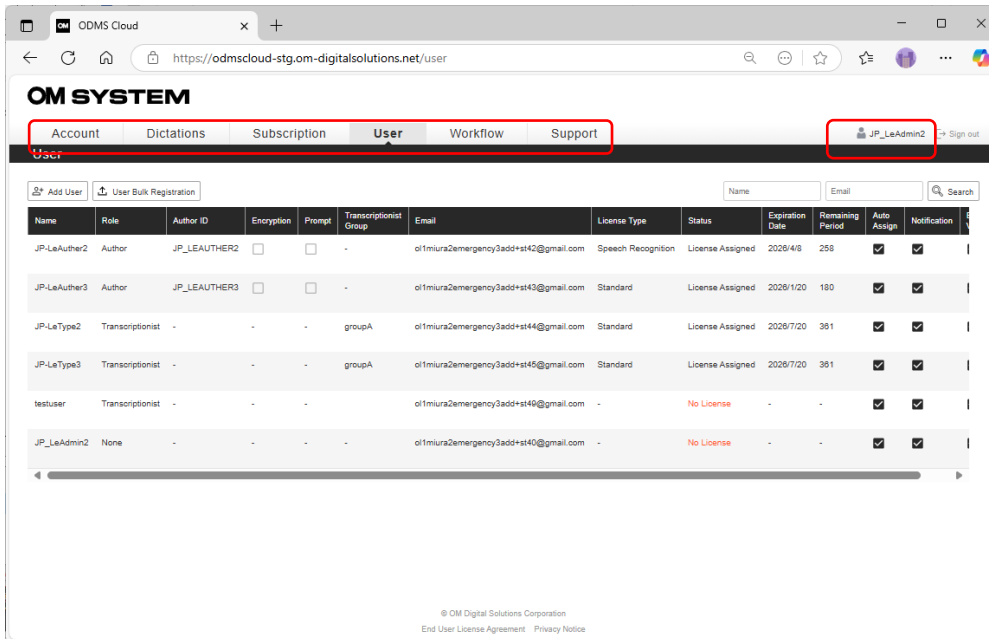 OM ODMS Cloud
https://odmscloud-stg.om-digitalsolutions.net/user
OM SYSTEM
Account Dictations Subscription User Workflow Support JP_LeAdmin2 Sign out
User
Add User User Bulk Registration Name Email Search
Name Role Author ID Encryption Prompt Transcriptionist Group Email License Type Status Expiration Date Remaining Period Auto Assign Notification
JP-LeAuther2 Author JP_LEAUTHER2 - ol1miura2emergency3add+st42@gmail.com Speech Recognition License Assigned 2026/4/8 258
JP-LeAuther3 Author JP_LEAUTHER3 - ol1miura2emergency3add+st43@gmail.com Standard License Assigned 2026/1/20 180
JP-LeType2 Transcriptionist - - - groupA ol1miura2emergency3add+st44@gmail.com Standard License Assigned 2026/7/20 361
JP-LeType3 Transcriptionist - - - groupA ol1miura2emergency3add+st45@gmail.com Standard License Assigned 2026/7/20 361
testuser Transcriptionist - - - ol1miura2emergency3add+st49@gmail.com - No License - -
JP_LeAdmin2 None - - - - ol1miura2emergency3add+st40@gmail.com - No License - -
© OM Digital Solutions Corporation
End User License Agreement Privacy Notice